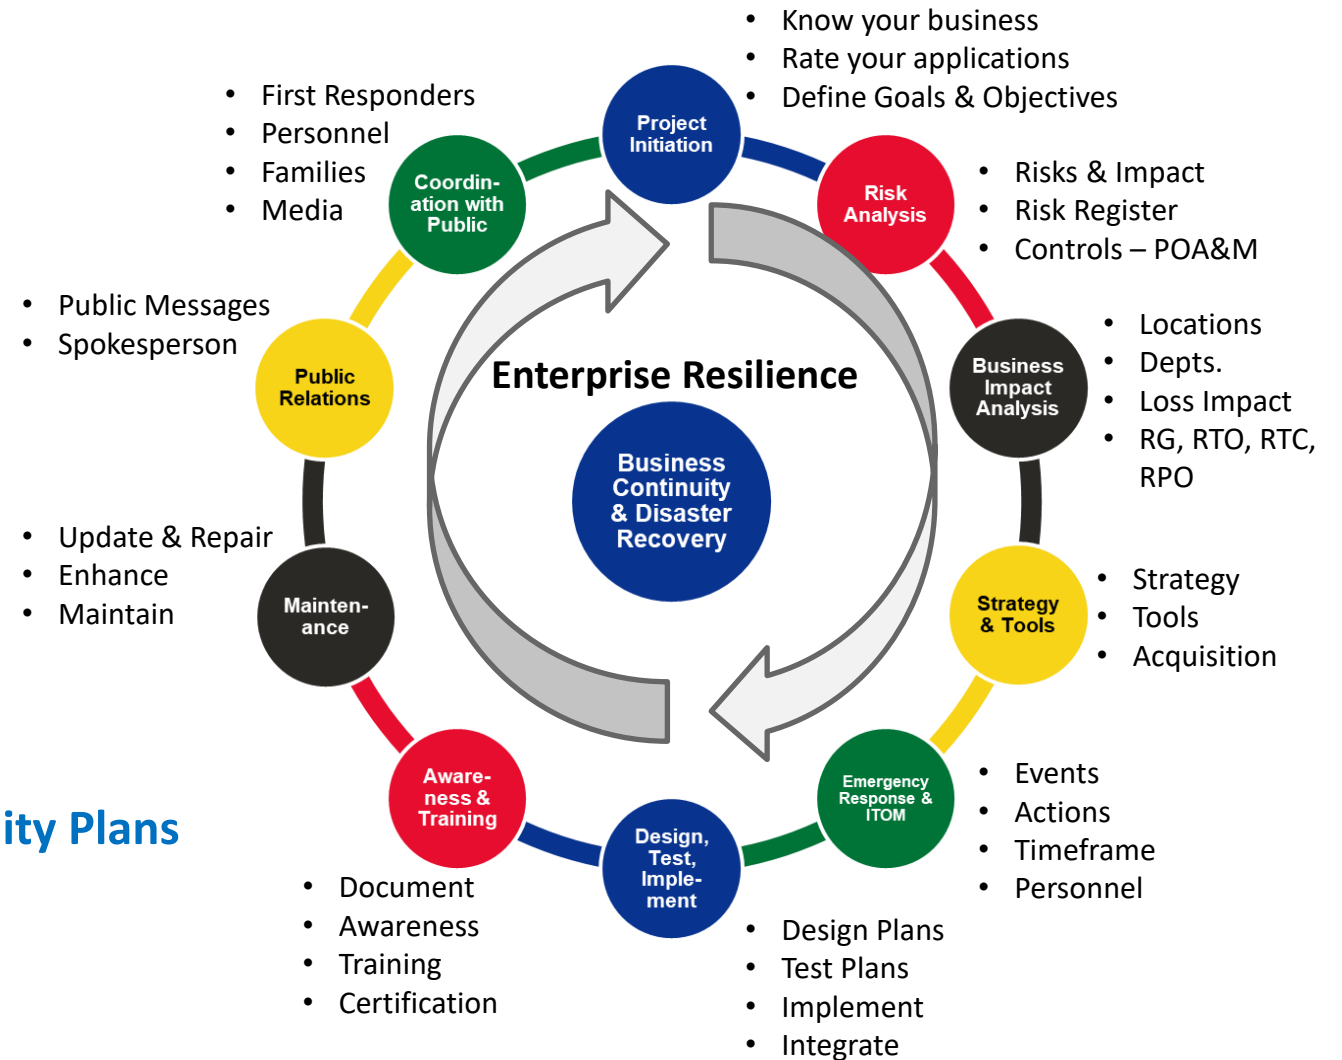 • Know your business
• Rate your applications
• Define Goals & Objectives
Project
Initiation
• First Responders
• Personnel
• Families
• Media
Coordin-
ation with
Public
Risk
Analysis
• Risks & Impact
• Risk Register
• Controls – POA&M
• Public Messages
• Spokesperson
Public
Relations
Enterprise Resilience
Business
Continuity
& Disaster
Recovery
Business
Impact
Analysis
• Locations
• Depts.
• Loss Impact
• RG, RTO, RTC,
RPO
• Update & Repair
• Enhance
• Maintain
Mainten-
ance
Strategy
& Tools
• Strategy
• Tools
• Acquisition
Aware-
ness &
Training
Design,
Test,
Imple-
ment
Emergency
Response &
ITOM
• Events
• Actions
• Timeframe
• Personnel
ity Plans
• Document
• Awareness
• Training
• Certification
• Design Plans
• Test Plans
• Implement
• Integrate